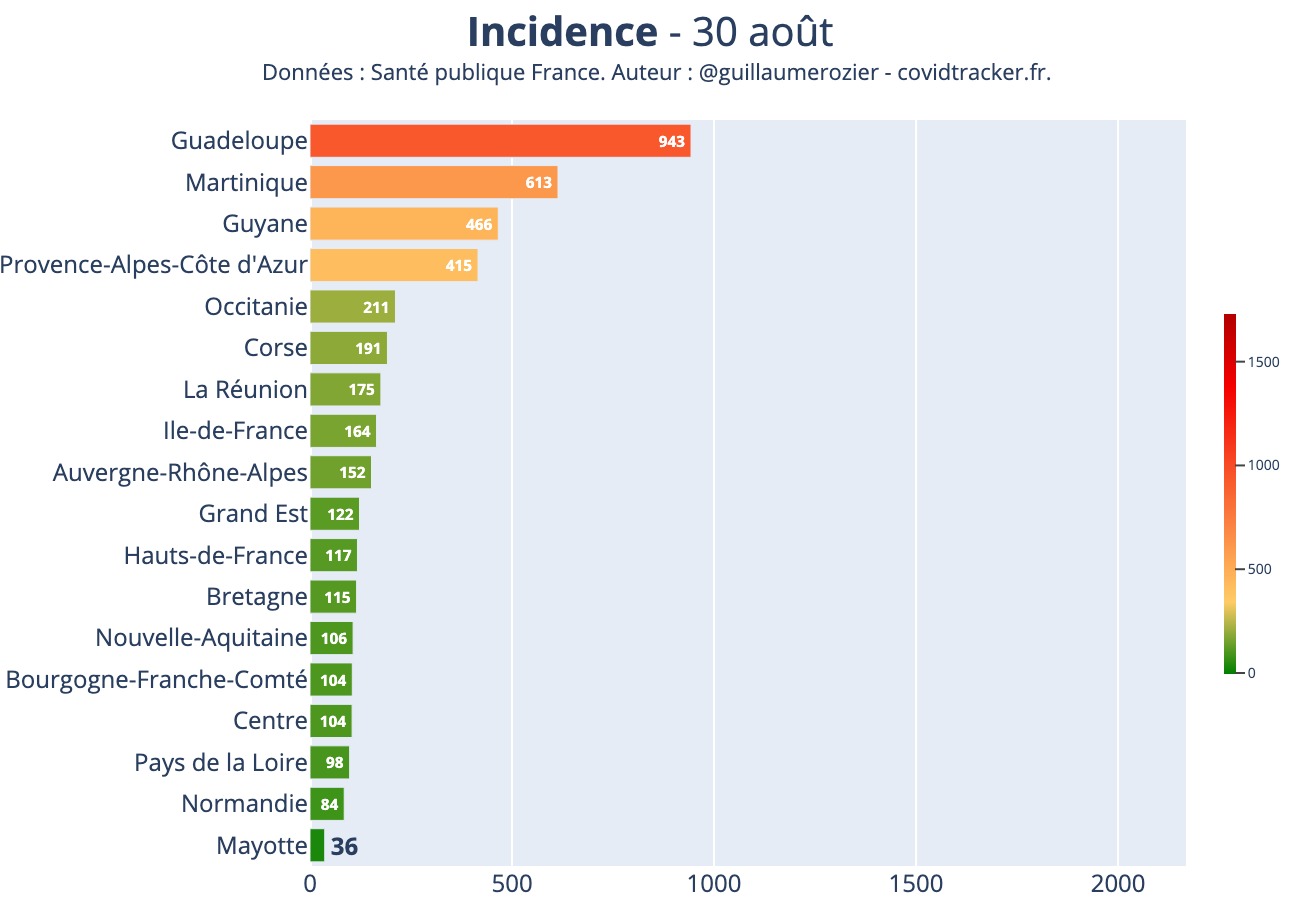 Incidence - 30 août
Données : Santé publique France. Auteur : @guillaumerozier - covidtracker.fr.
Guadeloupe 943
Martinique 613
Guyane 466
Provence-Alpes-Côte d'Azur 415
Occitanie 211
Corse 191
La Réunion 175
Ile-de-France 164
Auvergne-Rhône-Alpes 152
Grand Est 122
Hauts-de-France 117
Bretagne 115
Nouvelle-Aquitaine 106
Bourgogne-Franche-Comté 104
Centre 104
Pays de la Loire 98
Normandie 84
Mayotte 36
0 500 1000 1500 2000
1500
1000
500
0